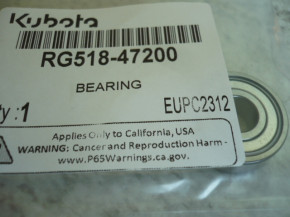 Kubota
RG518-47200
BEARING
ty : 1
EUPC2312
Applies Only to California, USA
WARNING: Cancer and Reproduction Harm -
www.P65Warnings.ca.gov.